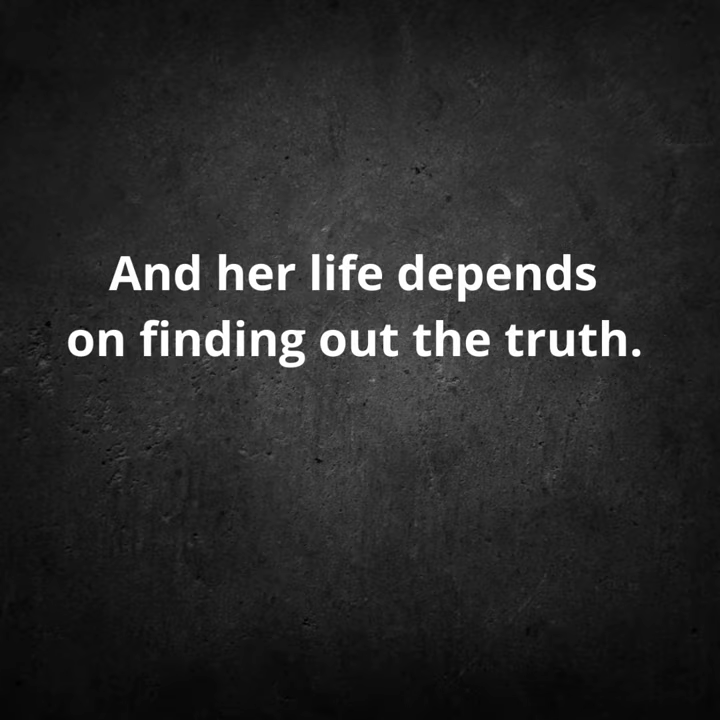 And her life depends
on finding out the truth.